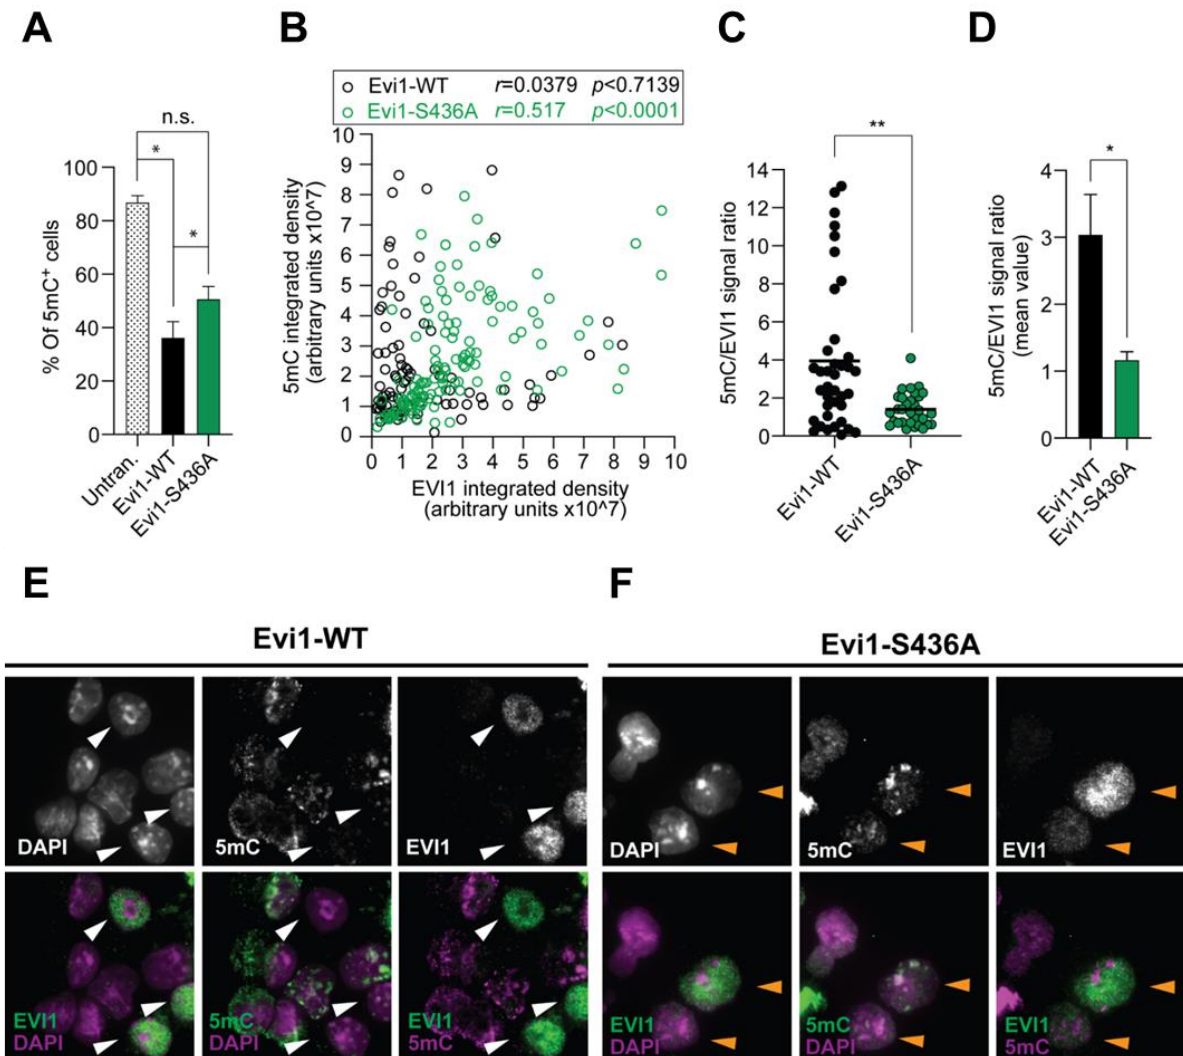 A
B
C
D
Evi1-WT r=0.0379 p<0.7139
Evi1-S436A r=0.517 p<0.0001
n.s.
*
*
% Of 5mC+ cells
100
80
60
40
20
0
Untran.
Evi1-WT
Evi1-S436A
5mC integrated density
(arbitrary units x10^7)
10
9
8
7
6
5
4
3
2
1
0
0 1 2 3 4 5 6 7 8 9 10
EVI1 integrated density
(arbitrary units x10^7)
**
5mC/EVI1 signal ratio
14
12
10
8
6
4
2
0
Evi1-WT
Evi1-S436A
*
5mC/EVI1 signal ratio
(mean value)
4
3
2
1
0
Evi1-WT
Evi1-S436A
E
F
Evi1-WT
Evi1-S436A
DAPI
5mC
EVI1
DAPI
5mC
EVI1
EVI1
DAPI
5mC
DAPI
EVI1
5mC
EVI1
DAPI
5mC
DAPI
EVI1
5mC